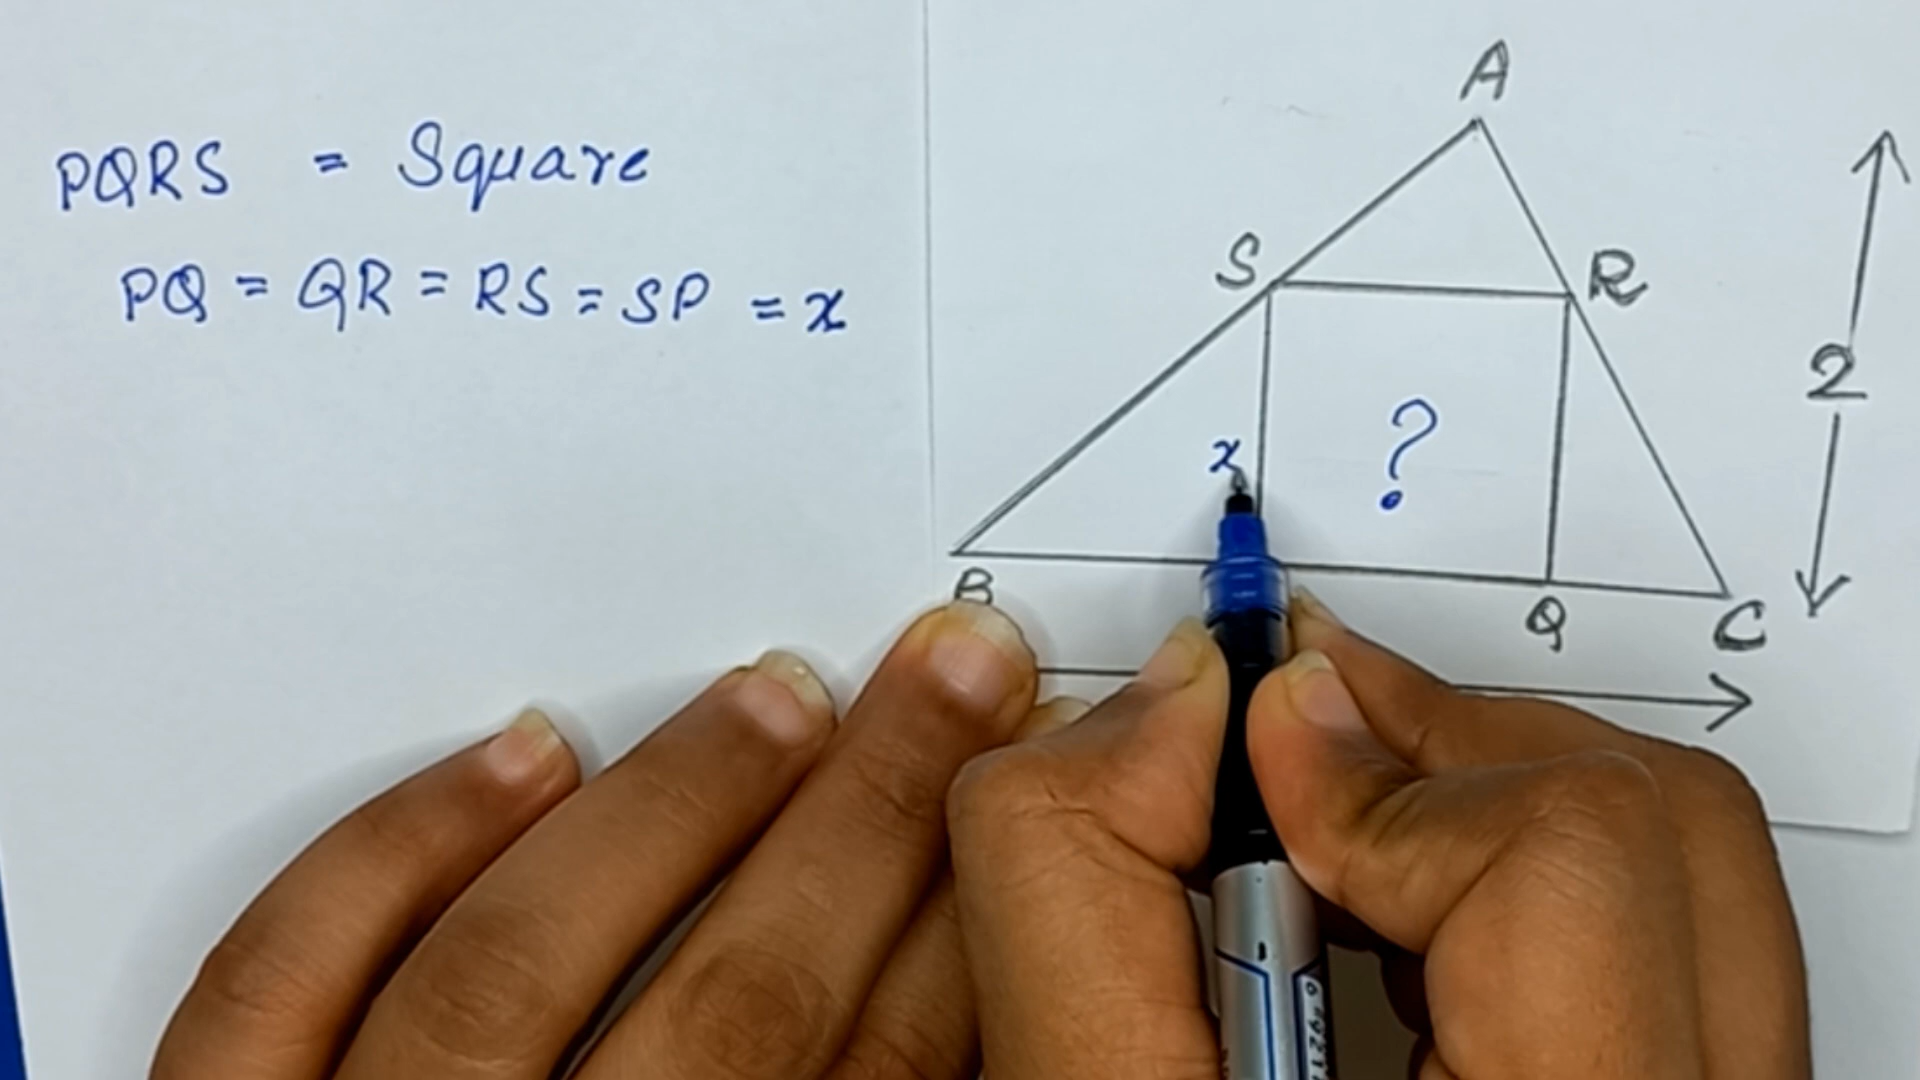 PQRS = Square
PQ = QR = RS = SP = x
A
S
R
2
x
?
B
Q
C